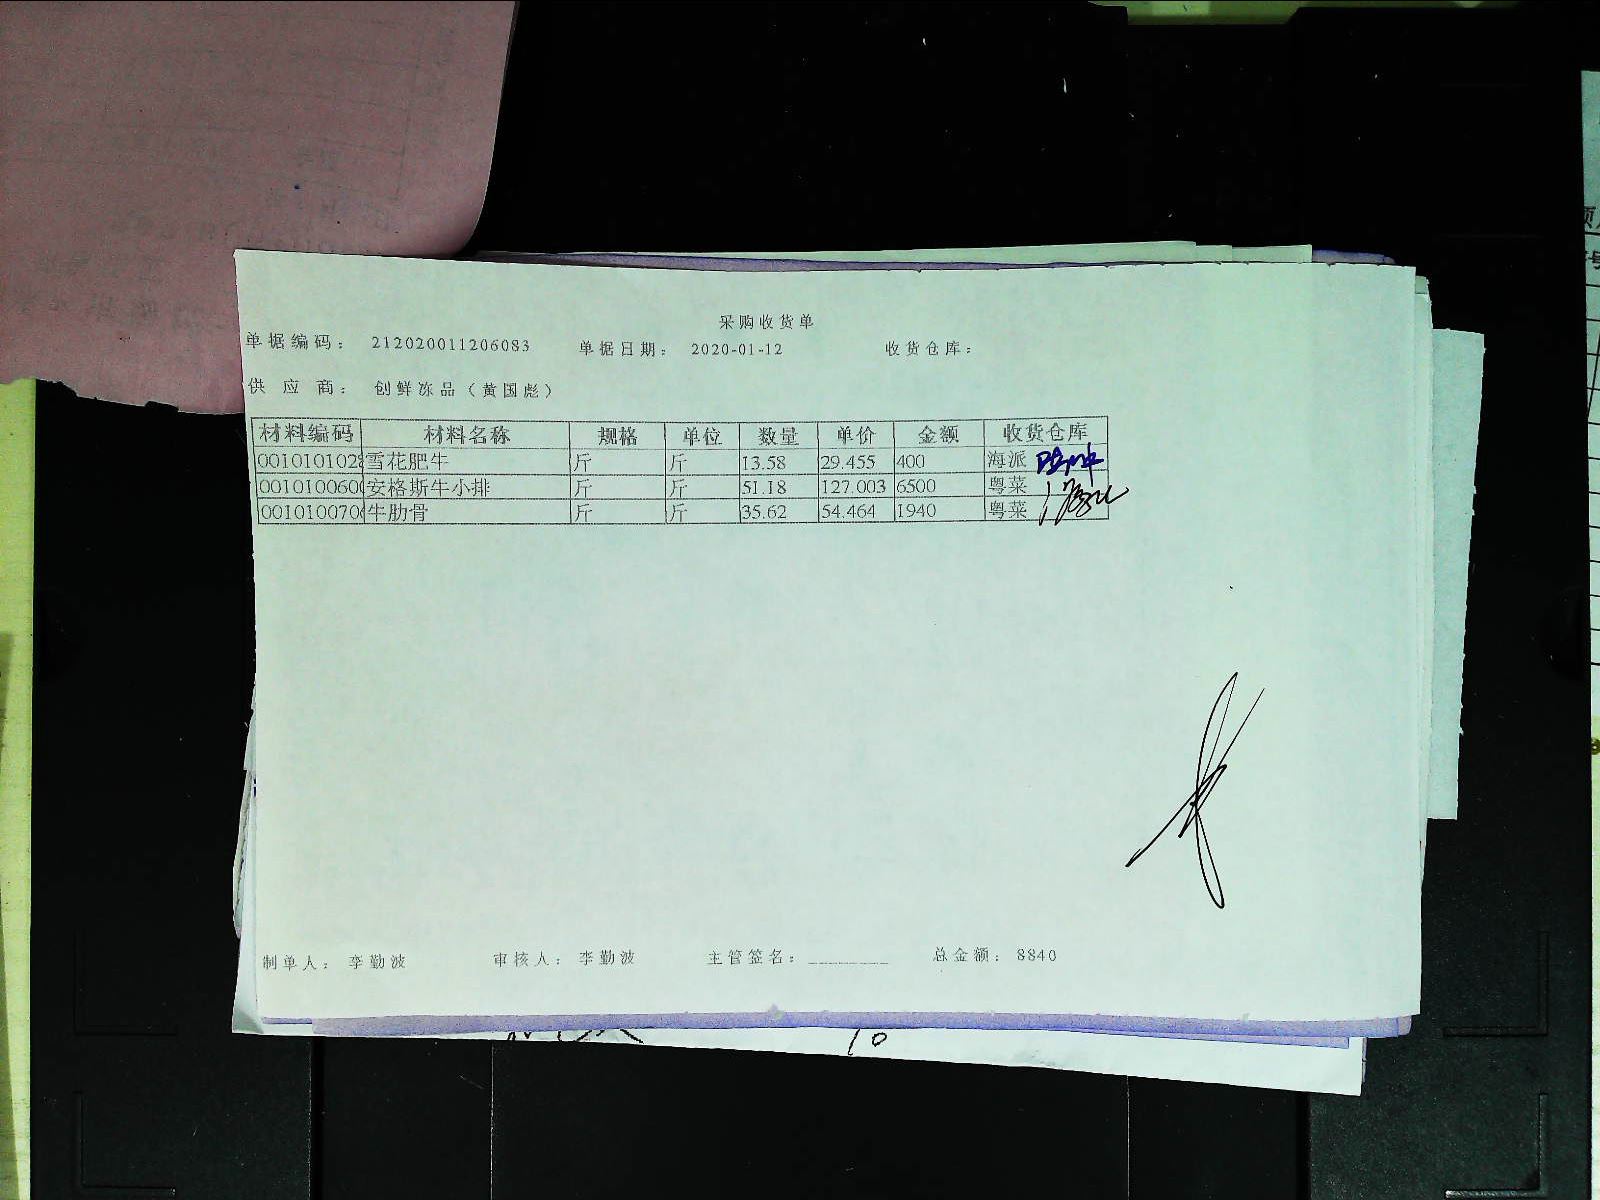 采购收货单
单据编码： 212020011206083 单据日期： 2020-01-12 收货仓库：
供 应 商： 创鲜冻品（黄国彪）
材料编码 材料名称 规格 单位 数量 单价 金额 收货仓库
001010102 雪花肥牛 斤 斤 13.58 29.455 400 海派
001010060 安格斯牛小排 斤 斤 51.18 127.003 6500 粤菜
001010070 牛肋骨 斤 斤 35.62 54.464 1940 粤菜
制单人： 李勤波 审核人： 李勤波 主管签名：________ 总金额： 8840
10